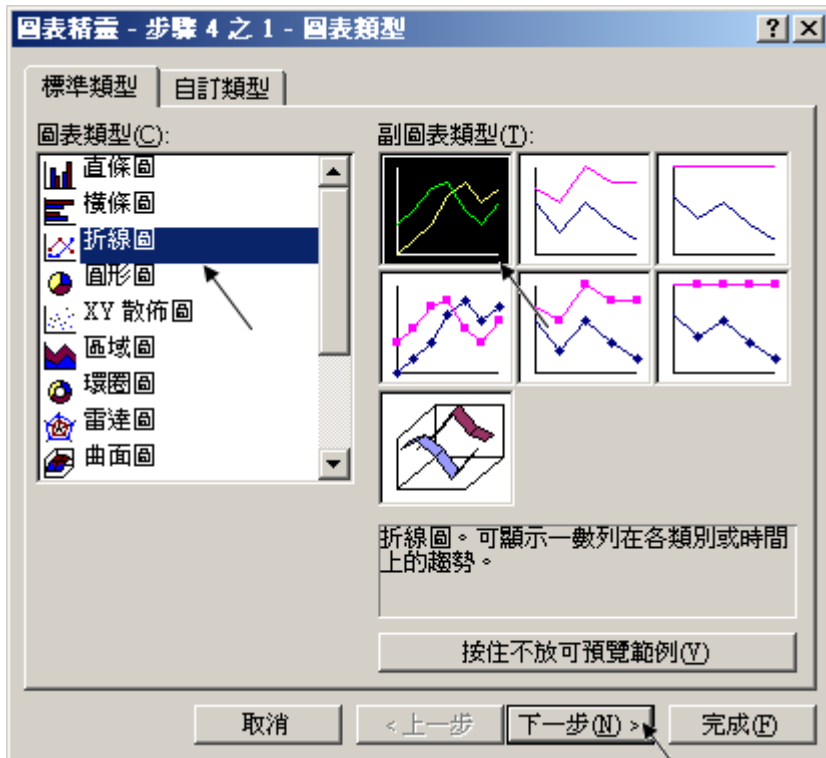 圖表精靈 - 步驟 4 之 1 - 圖表類型
標準類型
自訂類型
圖表類型(C):
直條圖
橫條圖
折線圖
圓形圖
XY 散佈圖
區域圖
環圈圖
雷達圖
曲面圖
副圖表類型(T):
折線圖。可顯示一數列在各類別或時間
上的趨勢。
按住不放可預覽範例(V)
取消
<上一步
下一步(N) >
完成(F)